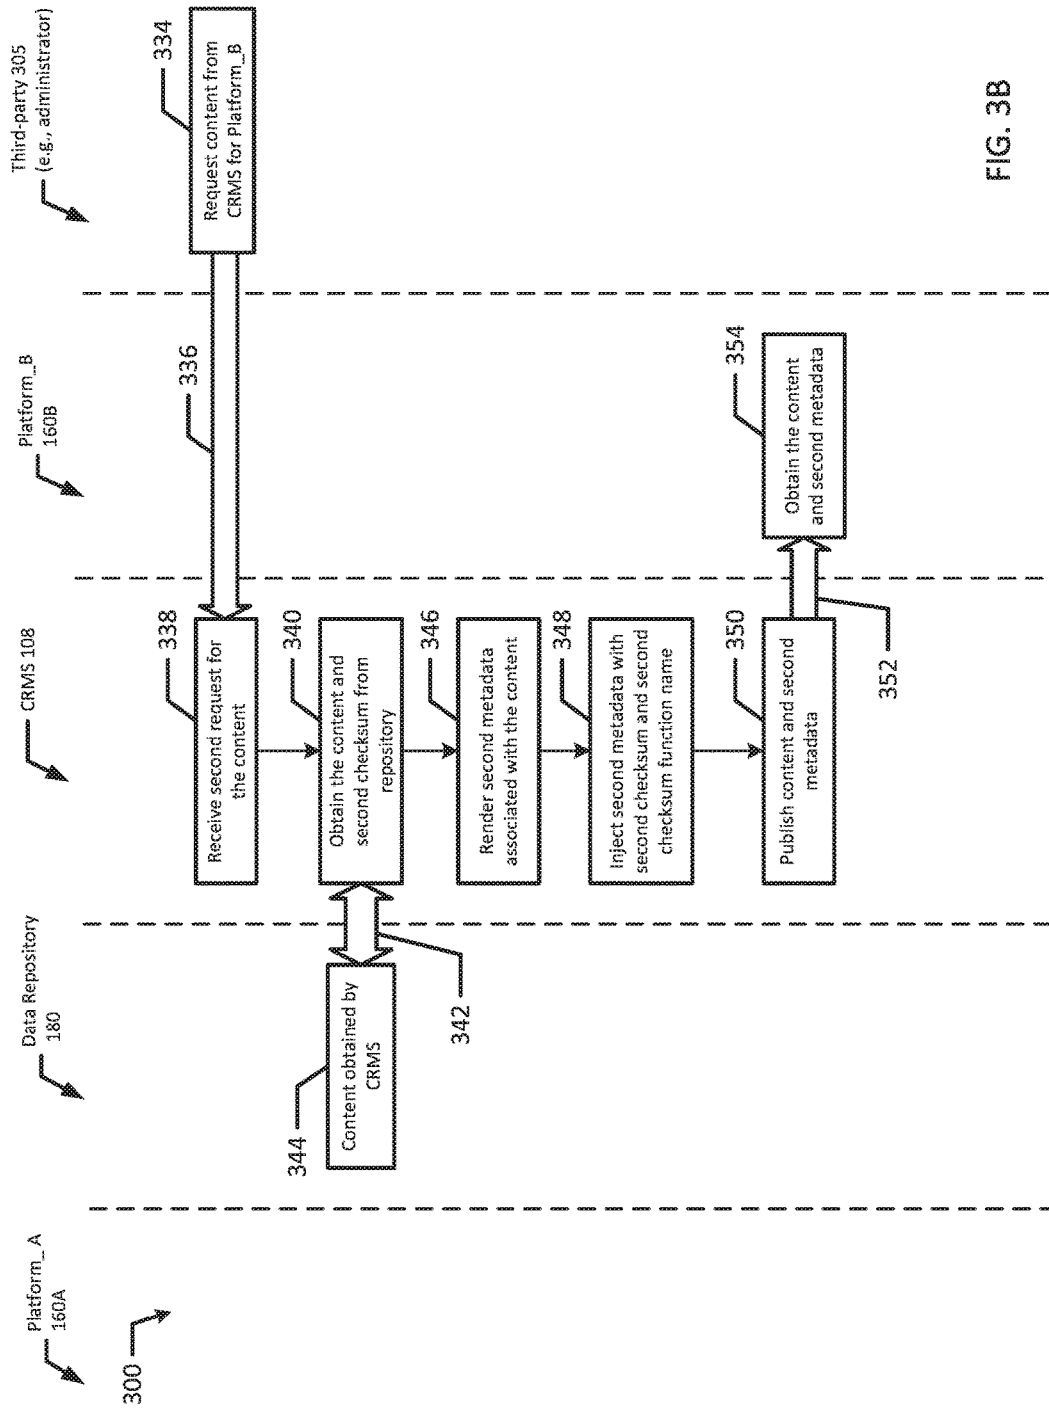 Platform_A
160A
Data Repository
180
CRMS 108
Platform_B
160B
Third-party 305
(e.g., administrator)
300
334
Request content from
CRMS for Platform_B
336
338
Receive second request for
the content
340
Obtain the content and
second checksum from
repository
342
344
Content obtained by
CRMS
346
Render second metadata
associated with the content
348
Inject second metadata with
second checksum and second
checksum function name
350
Publish content and second
metadata
352
354
Obtain the content
and second metadata
FIG. 3B